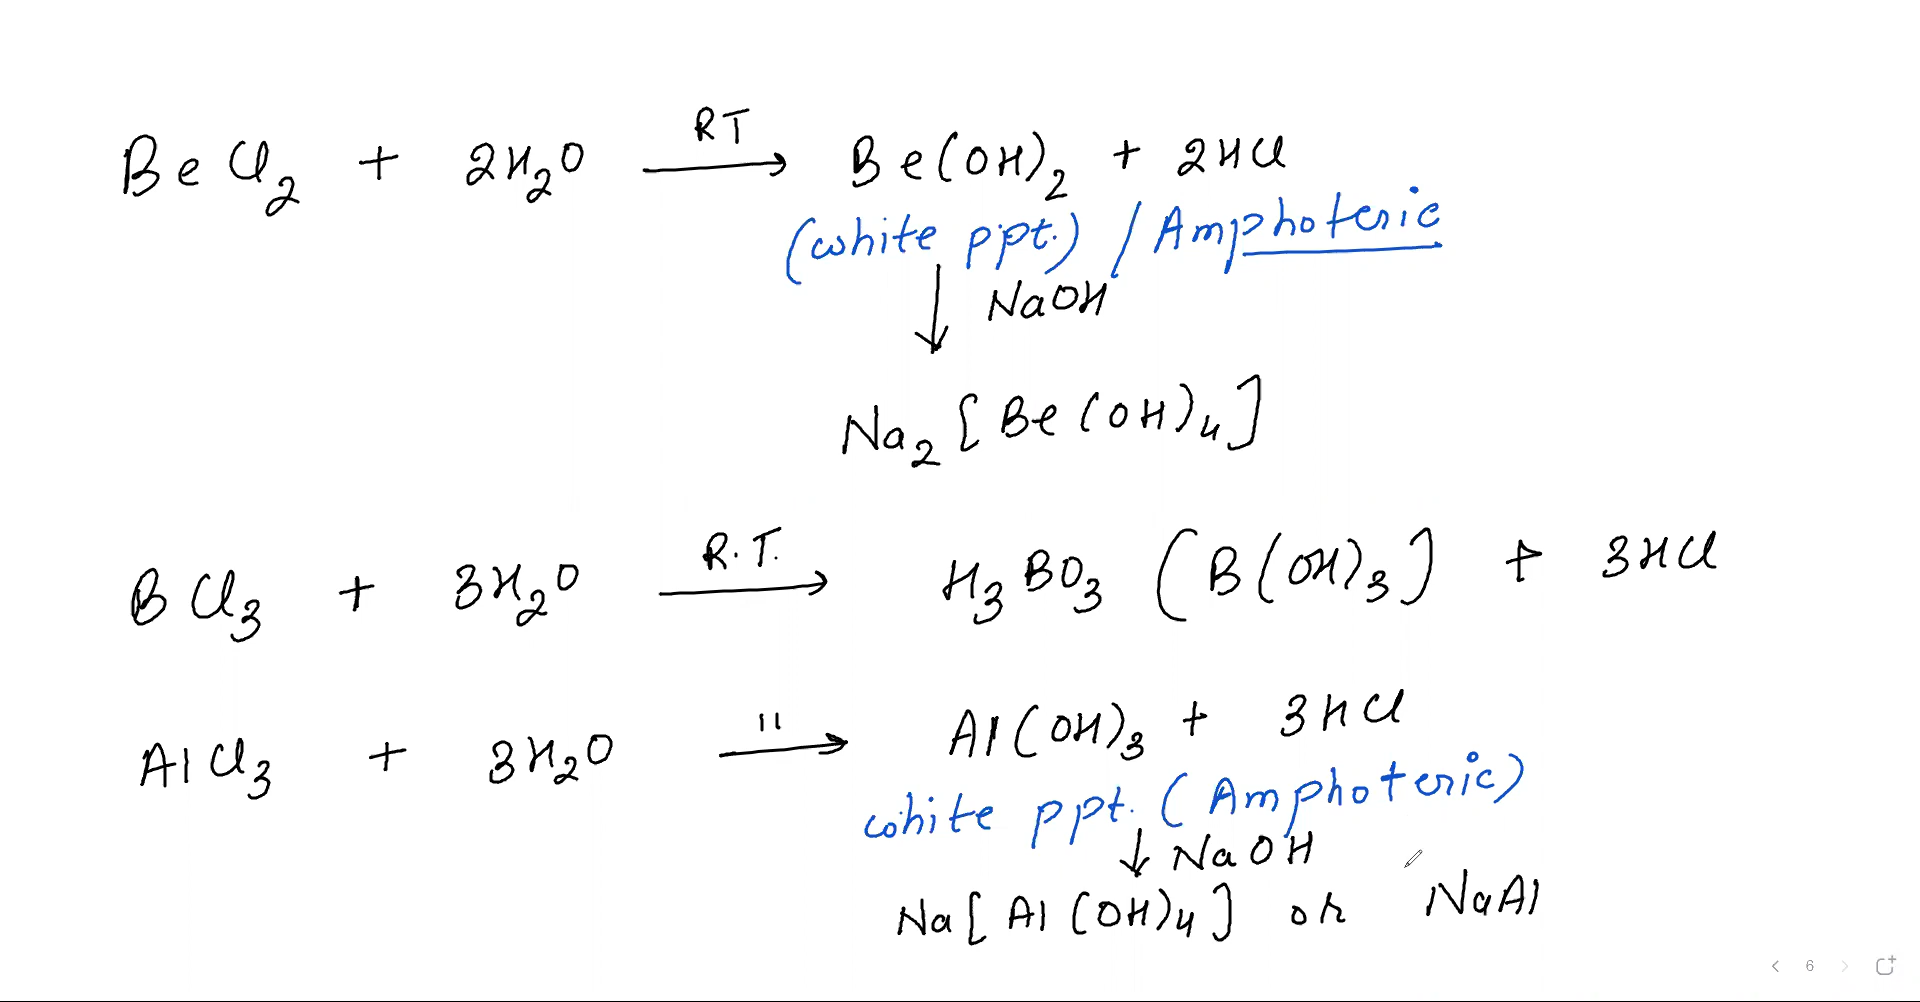 BeCl₂ + 2H₂O —RT→ Be(OH)₂ + 2HCl
(white ppt.) / Amphoteric
↓ NaOH
Na₂[Be(OH)₄]
BCl₃ + 3H₂O —R.T.→ H₃BO₃ (B(OH)₃] + 3HCl
AlCl₃ + 3H₂O —"→ Al(OH)₃ + 3HCl
white ppt. (Amphoteric)
↓ NaOH
Na[Al(OH)₄] or NaAl
6